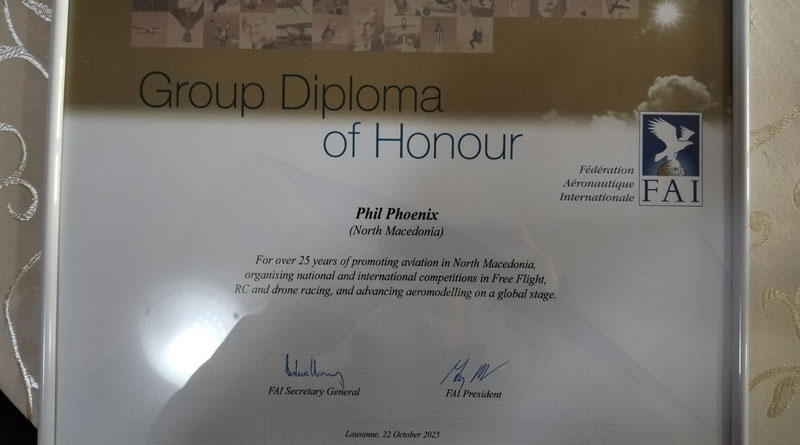 Group Diploma
of Honour
Fédération
Aéronautique
Internationale
FAI
Phil Phoenix
(North Macedonia)
For over 25 years of promoting aviation in North Macedonia,
organising national and international competitions in Free Flight,
RC and drone racing, and advancing aeromodelling on a global stage.
FAI Secretary General
FAI President
Lausanne, 22 October 2025